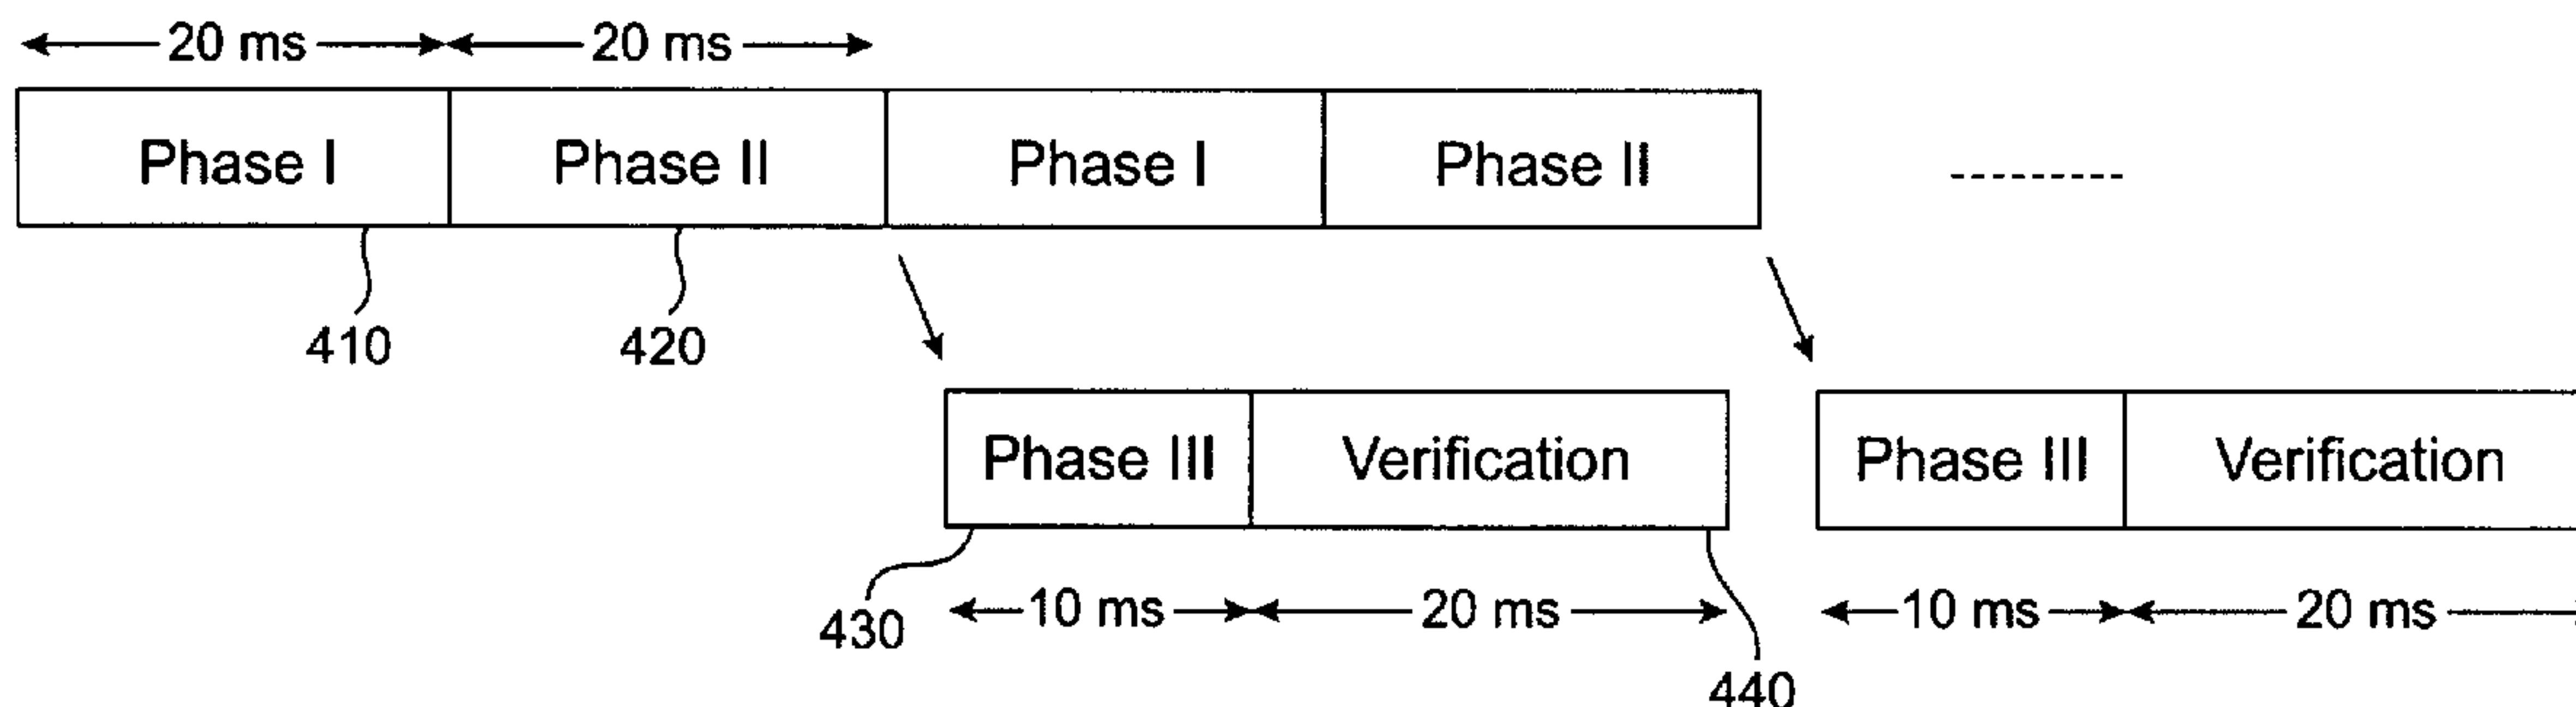 20 ms 20 ms
Phase I Phase II Phase I Phase II
410 420
Phase III Verification Phase III Verification
430 10 ms 20 ms 10 ms 20 ms
440